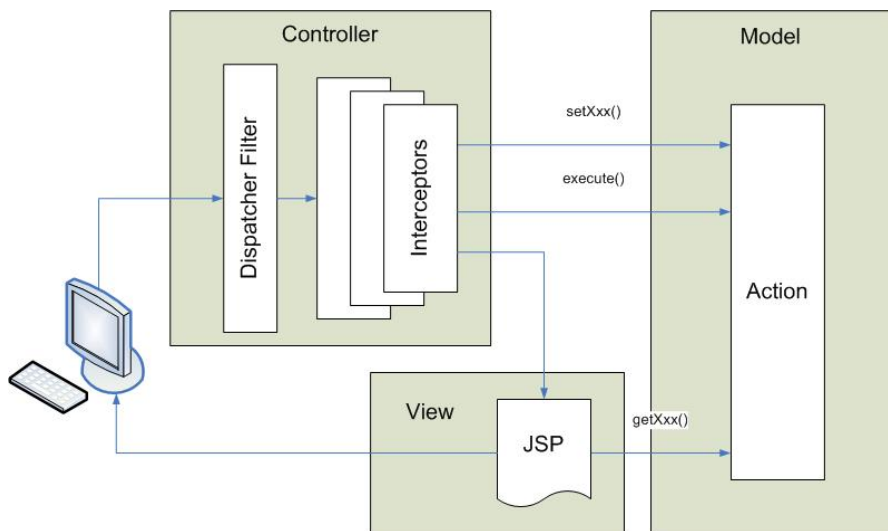 Controller
Model
Dispatcher Filter
Interceptors
setXxx()
execute()
Action
View
JSP
getXxx()